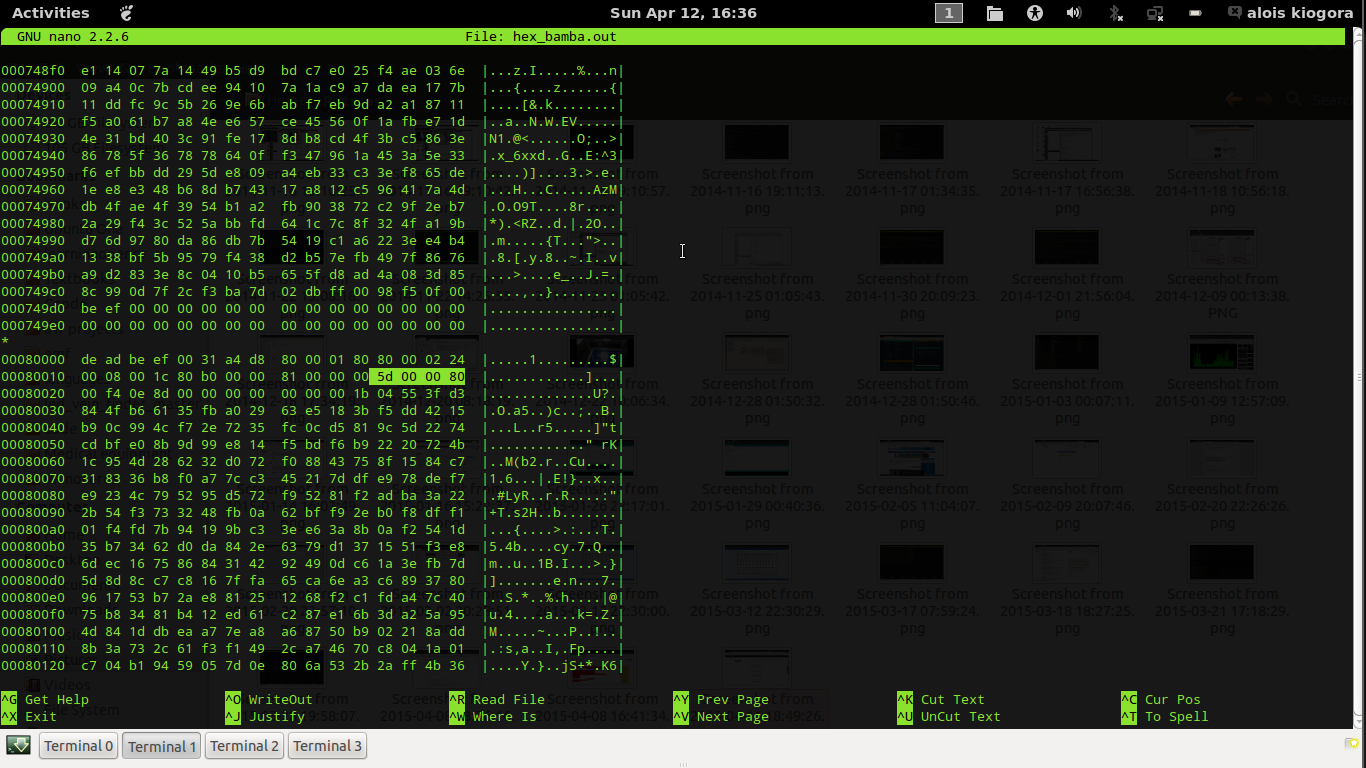 Activities Sun Apr 12, 16:36 1 alois kiogora
GNU nano 2.2.6 File: hex_bamba.out
000748f0 e1 14 07 7a 14 49 b5 d9 bd c7 e0 25 f4 ae 03 6e |...z.I.....%...n|
00074900 09 a4 0c 7b cd ee 94 10 7a 1a c9 a7 da ea 17 7b |...{....z......{|
00074910 11 dd fc 9c 5b 26 9e 6b ab f7 eb 9d a2 a1 87 11 |....[&.k........|
00074920 f5 a0 61 b7 a8 4e e6 57 ce 45 56 0f 1a fb e7 1d |..a..N.W.EV.....|
00074930 4e 31 bd 40 3c 91 fe 17 8d b8 cd 4f 3b c5 86 3e |N1.@<......O;..>|
00074940 86 78 5f 36 78 78 64 0f f3 47 96 1a 45 3a 5e 33 |.x_6xxd..G..E:^3|
00074950 f6 ef bb dd 29 5d e8 09 a4 eb 33 c3 3e f8 65 de |....)]....3.>.e.|
00074960 1e e8 e3 48 b6 8d b7 43 17 a8 12 c5 96 41 7a 4d |...H...C.....AzM|
00074970 db 4f ae 4f 39 54 b1 a2 fb 90 38 72 c2 9f 2e b7 |.O.O9T....8r....|
00074980 2a 29 f4 3c 52 5a bb fd 64 1c 7c 8f 32 4f a1 9b |*).<RZ..d.|.2O..|
00074990 d7 6d 97 80 da 86 db 7b 54 19 c1 a6 22 3e e4 b4 |.m.....{T...">..|
000749a0 13 38 bf 5b 95 79 f4 38 d2 b5 7e fb 49 7f 86 76 |.8.[.y.8..~.I..v|
000749b0 a9 d2 83 3e 8c 04 10 b5 65 5f d8 ad 4a 08 3d 85 |...>....e_..J.=.|
000749c0 8c 99 0d 7f 2c f3 ba 7d 02 db ff 00 98 f5 0f 00 |....,..}........|
000749d0 be ef 00 00 00 00 00 00 00 00 00 00 00 00 00 00 |................|
000749e0 00 00 00 00 00 00 00 00 00 00 00 00 00 00 00 00 |................|
*
00080000 de ad be ef 00 31 a4 d8 80 00 01 80 80 00 02 24 |.....1.........$|
00080010 00 08 00 1c 80 b0 00 00 81 00 00 00 5d 00 00 80 |............]...|
00080020 00 f4 0e 8d 00 00 00 00 00 00 00 1b 04 55 3f d3 |.............U?.|
00080030 84 4f b6 61 35 fb a0 29 63 e5 18 3b f5 dd 42 15 |.O.a5..)c..;..B.|
00080040 b9 0c 99 4c f7 2e 72 35 fc 0c d5 81 9c 5d 22 74 |...L..r5.....]"t|
00080050 cd bf e0 8b 9d 99 e8 14 f5 bd f6 b9 22 20 72 4b |............" rK|
00080060 1c 95 4d 28 62 32 d0 72 f0 88 43 75 8f 15 84 c7 |..M(b2.r..Cu....|
00080070 31 83 36 b8 f0 a7 7c c3 45 21 7d df e9 78 de f7 |1.6...|.E!}..x..|
00080080 e9 23 4c 79 52 95 d5 72 f9 52 81 f2 ad ba 3a 22 |.#LyR..r.R....:"|
00080090 2b 54 f3 73 32 48 fb 0a 62 bf f9 2e b0 f8 df f1 |+T.s2H..b.......|
000800a0 01 f4 fd 7b 94 19 9b c3 3e e6 3a 8b 0a f2 54 1d |...{....>.:...T.|
000800b0 35 b7 34 62 d0 da 84 2e 63 79 d1 37 15 51 f3 e8 |5.4b....cy.7.Q..|
000800c0 6d ec 16 75 86 84 31 42 92 49 0d c6 1a 3e fb 7d |m..u..1B.I...>.}|
000800d0 5d 8d 8c c7 c8 16 7f fa 65 ca 6e a3 c6 89 37 80 |].......e.n...7.|
000800e0 96 17 53 b7 2a e8 81 25 12 68 f2 c1 fd a4 7c 40 |..S.*..%.h....|@|
000800f0 75 b8 34 81 b4 12 ed 61 c2 87 e1 6b 3d a2 5a 95 |u.4....a...k=.Z.|
00080100 4d 84 1d db ea a7 7e a8 a6 87 50 b9 02 21 8a dd |M.....~...P..!..|
00080110 8b 3a 73 2c 61 f3 f1 49 2c a7 46 70 c8 04 1a 01 |.:s,a..I,.Fp....|
00080120 c7 04 b1 94 59 05 7d 0e 80 6a 53 2b 2a ff 4b 36 |....Y.}..jS+*.K6|
^G Get Help ^O WriteOut ^R Read File ^Y Prev Page ^K Cut Text ^C Cur Pos
^X Exit ^J Justify ^W Where Is ^V Next Page ^U UnCut Text ^T To Spell
Terminal 0 Terminal 1 Terminal 2 Terminal 3